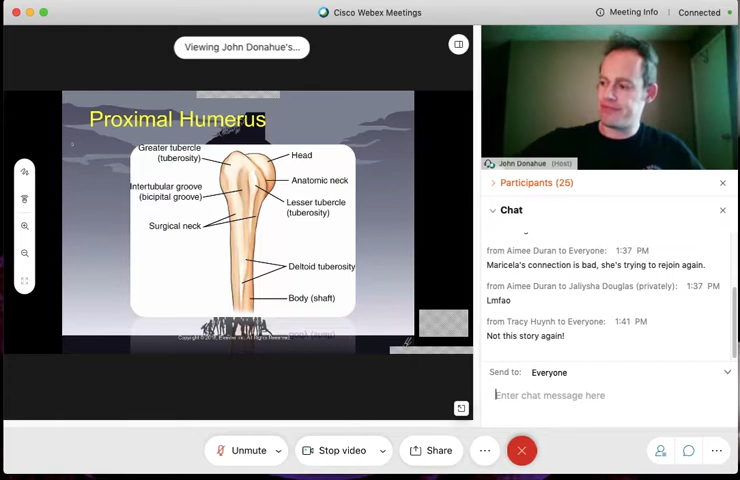 Cisco Webex Meetings
Meeting Info
Connected
Viewing John Donahue's...
Proximal Humerus
Greater tubercle
(tuberosity)
Head
Anatomic neck
Intertubular groove
(bicipital groove)
Lesser tubercle
(tuberosity)
Surgical neck
Deltoid tuberosity
Body (shaft)
John Donahue (Host)
Participants (25)
Chat
from Aimee Duran to Everyone: 1:37 PM
Maricela's connection is bad, she's trying to rejoin again.
from Aimee Duran to Jaliysha Douglas (privately): 1:37 PM
Lmfao
from Tracy Huynh to Everyone: 1:41 PM
Not this story again!
Send to: Everyone
Enter chat message here
Unmute
Stop video
Share